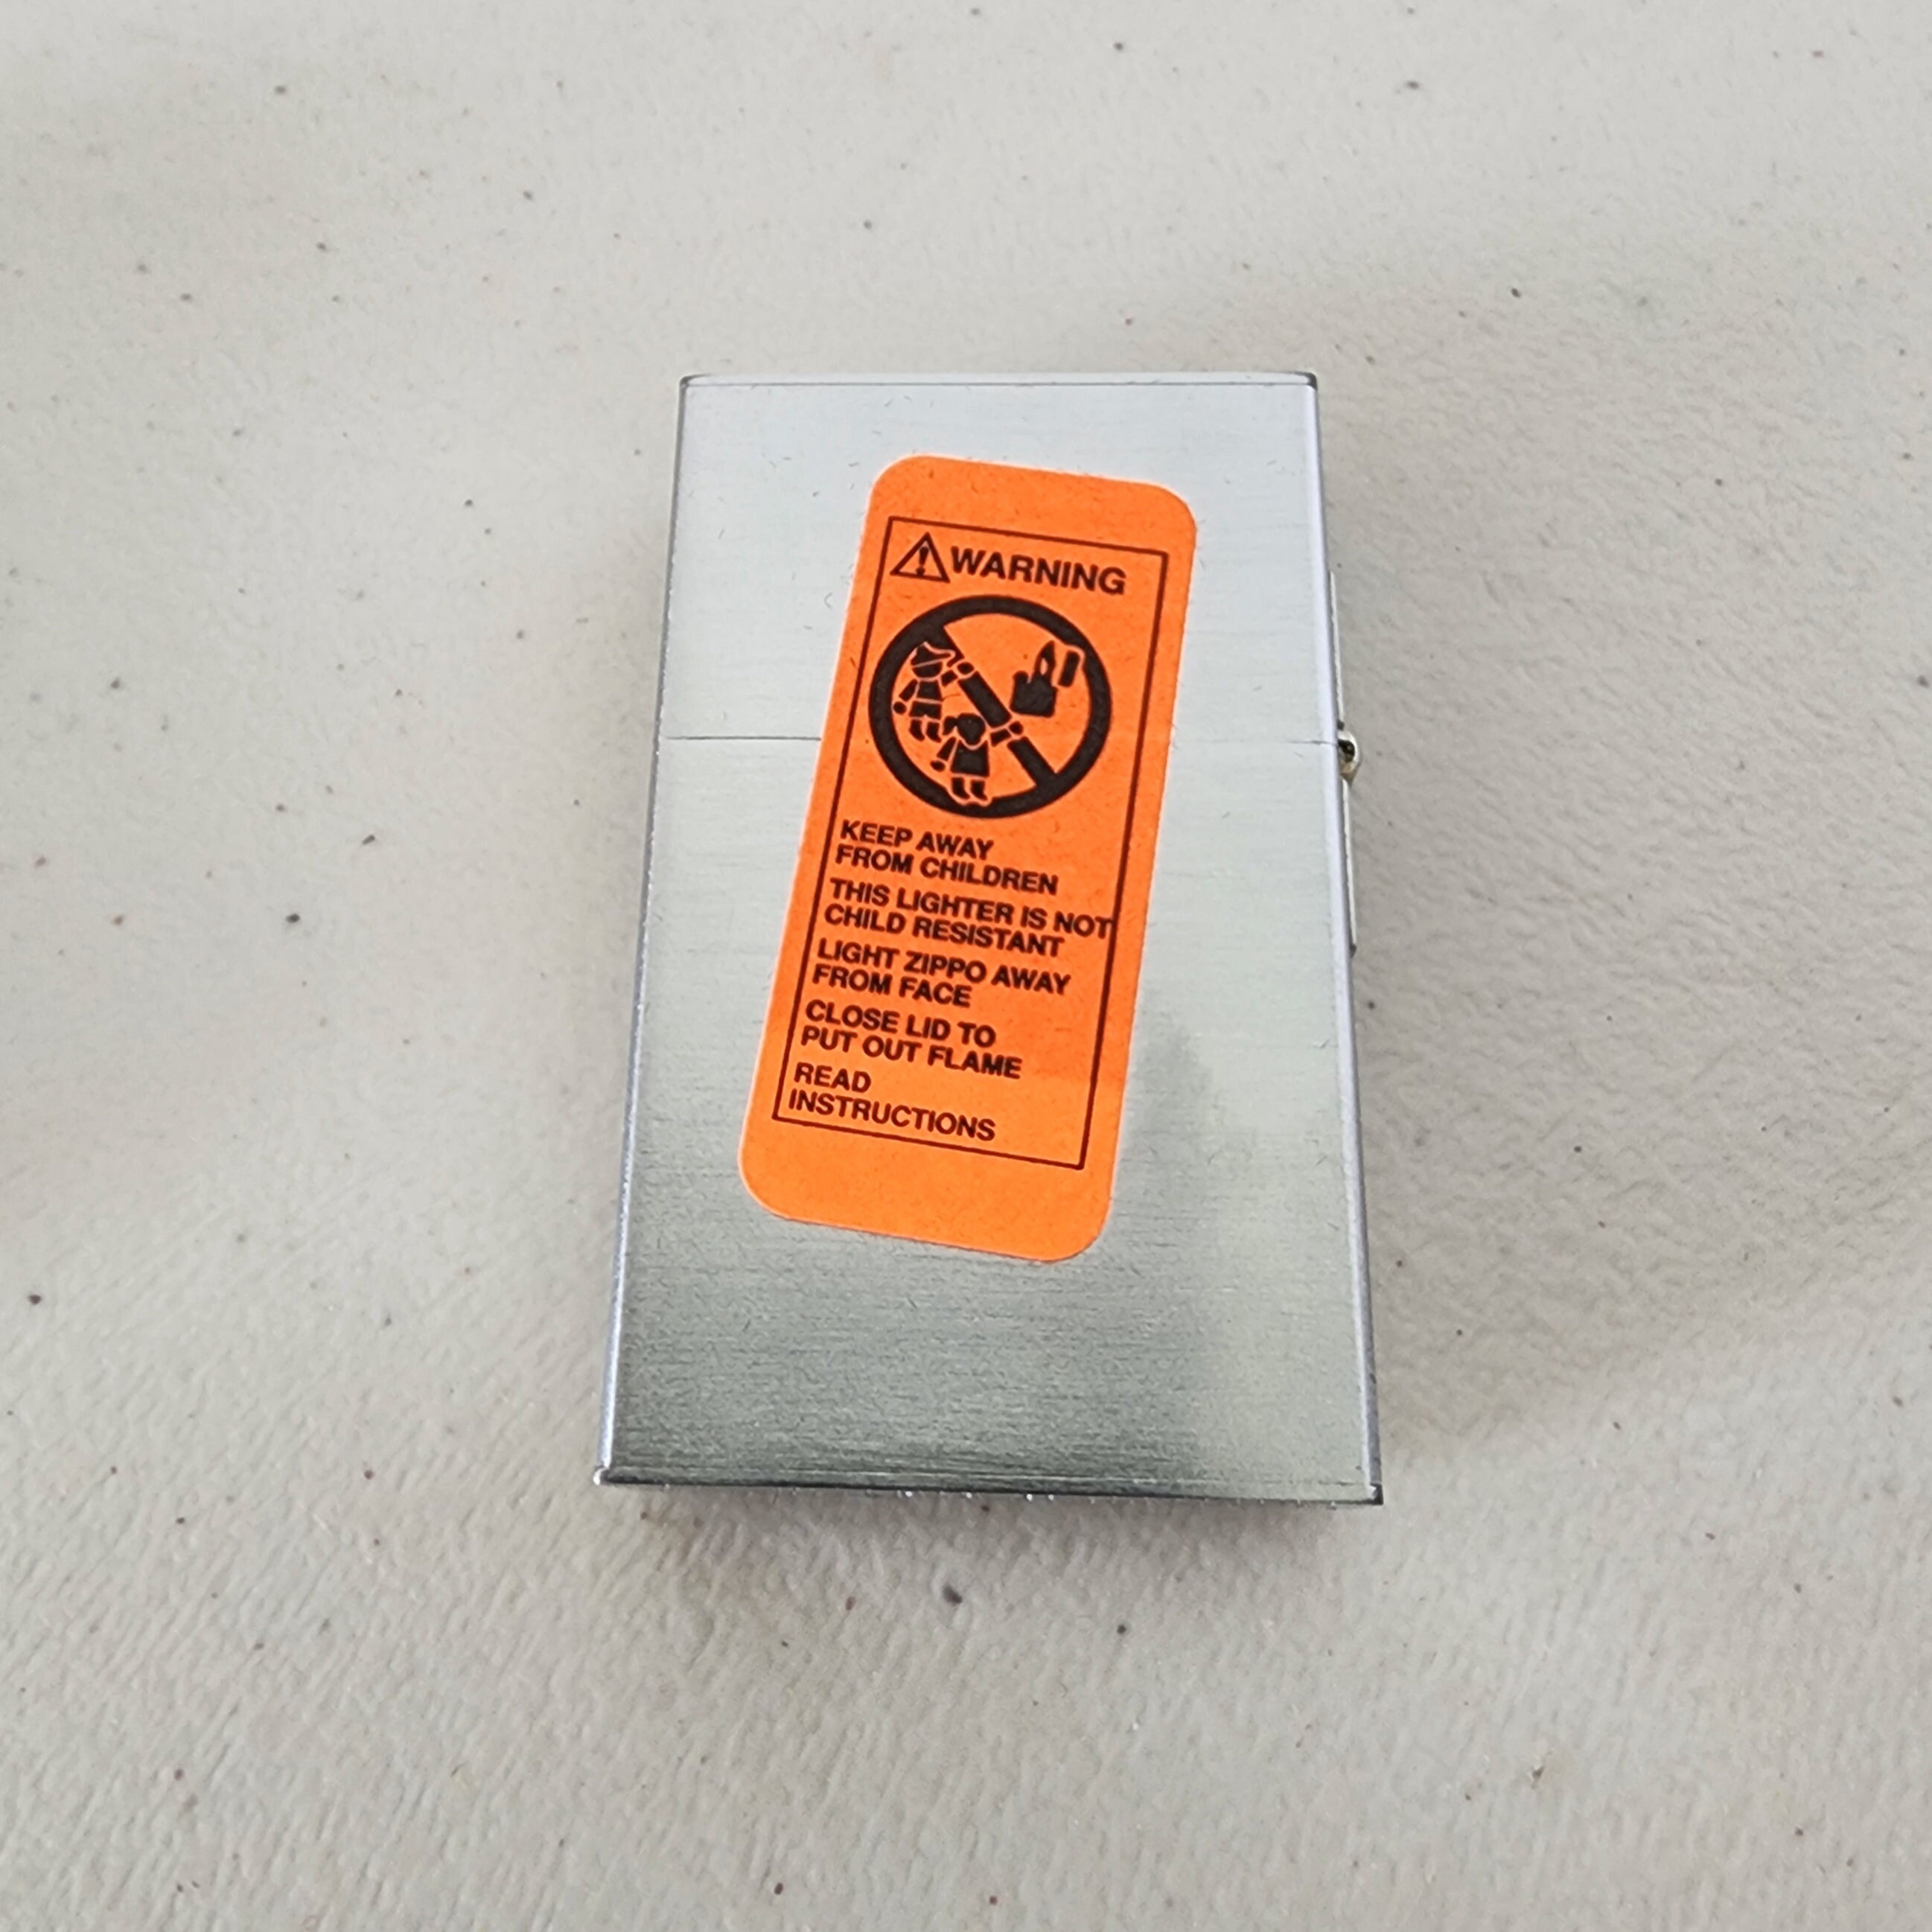 WARNING
KEEP AWAY
FROM CHILDREN
THIS LIGHTER IS NOT
CHILD RESISTANT
LIGHT ZIPPO AWAY
FROM FACE
CLOSE LID TO
PUT OUT FLAME
READ
INSTRUCTIONS